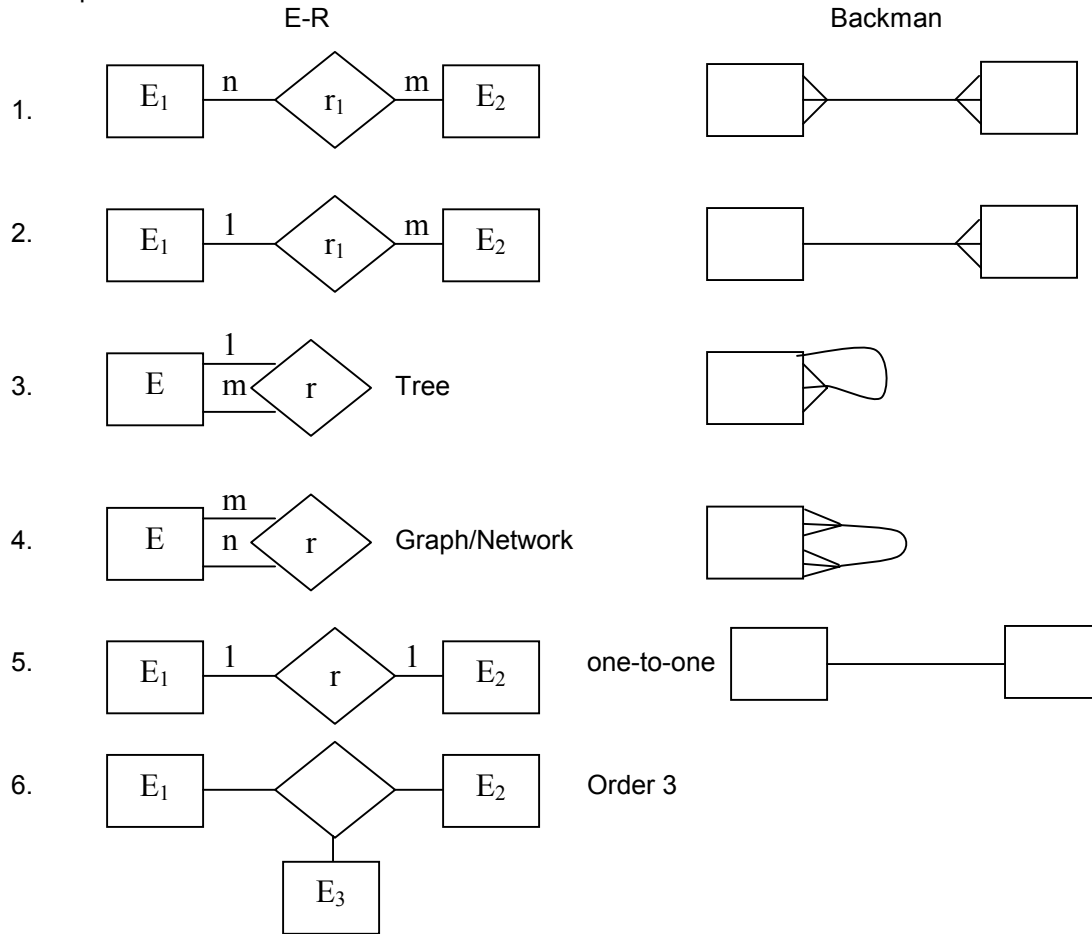 E-R Backman
1. E₁ n r₁ m E₂
2. E₁ 1 r₁ m E₂
3. E 1 m r Tree
4. E m n r Graph/Network
5. E₁ 1 r 1 E₂ one-to-one
6. E₁ E₂ Order 3
E₃